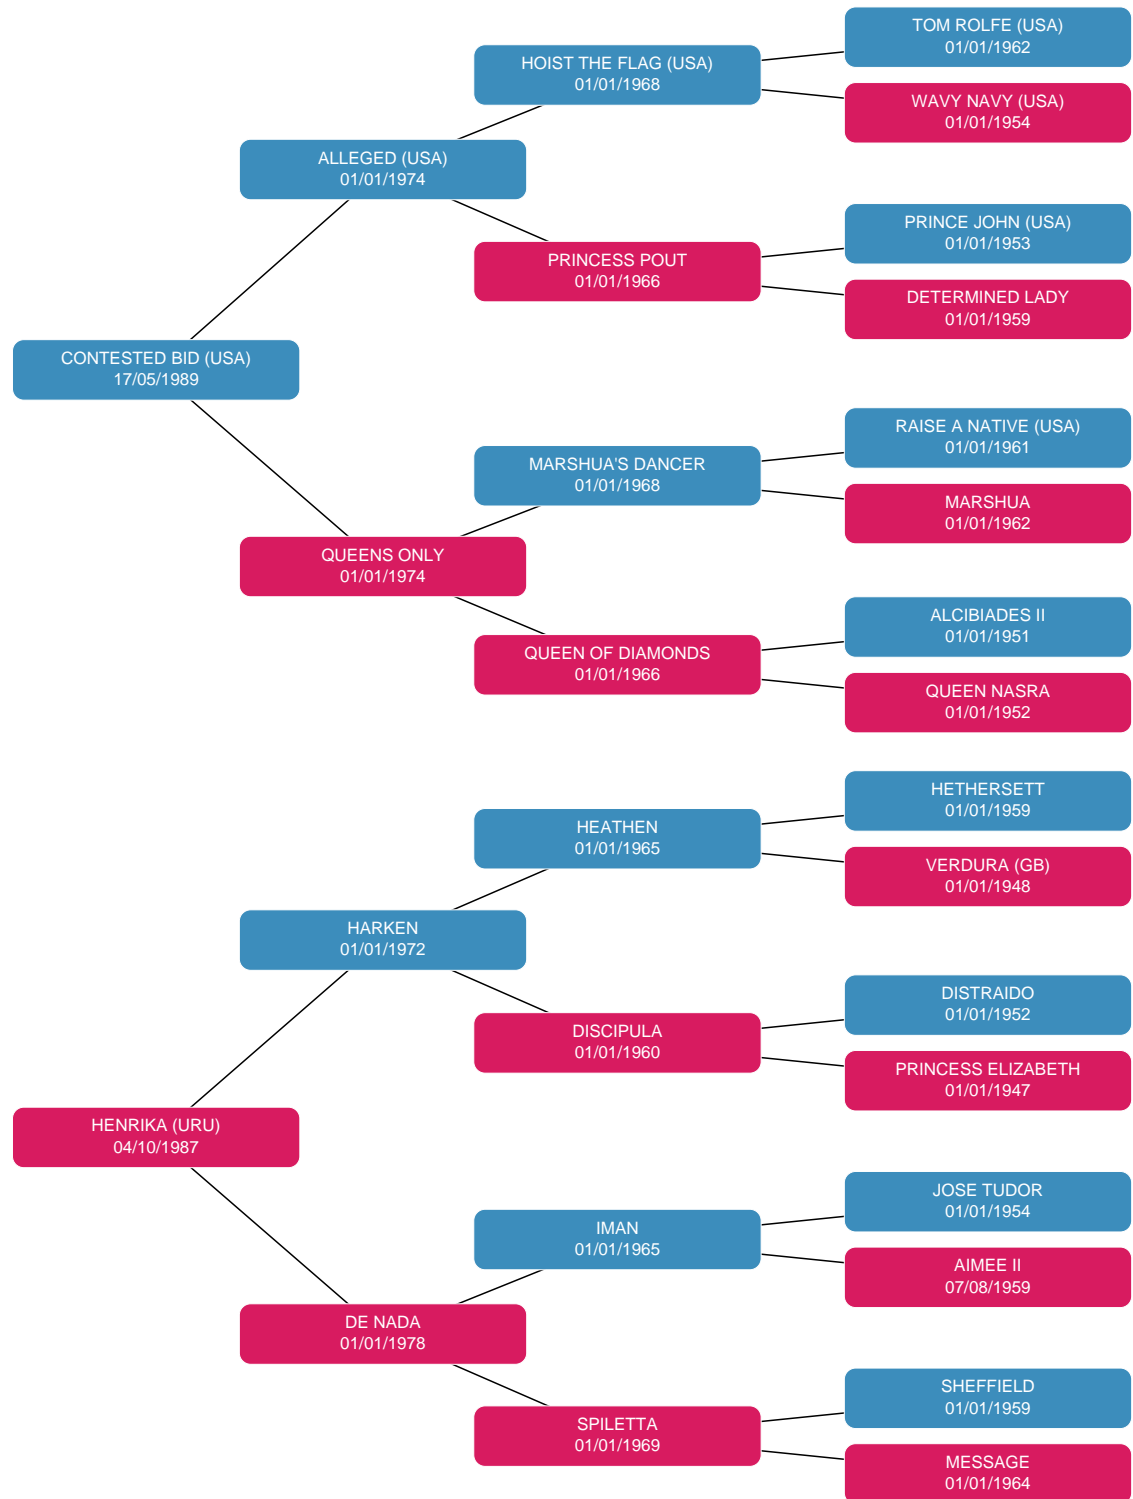 TOM ROLFE (USA)
01/01/1962
HOIST THE FLAG (USA)
01/01/1968
WAVY NAVY (USA)
01/01/1954
ALLEGED (USA)
01/01/1974
PRINCE JOHN (USA)
01/01/1953
PRINCESS POUT
01/01/1966
DETERMINED LADY
01/01/1959
CONTESTED BID (USA)
17/05/1989
RAISE A NATIVE (USA)
01/01/1961
MARSHUA'S DANCER
01/01/1968
MARSHUA
01/01/1962
QUEENS ONLY
01/01/1974
ALCIBIADES II
01/01/1951
QUEEN OF DIAMONDS
01/01/1966
QUEEN NASRA
01/01/1952
HETHERSETT
01/01/1959
HEATHEN
01/01/1965
VERDURA (GB)
01/01/1948
HARKEN
01/01/1972
DISTRAIDO
01/01/1952
DISCIPULA
01/01/1960
PRINCESS ELIZABETH
01/01/1947
HENRIKA (URU)
04/10/1987
JOSE TUDOR
01/01/1954
IMAN
01/01/1965
AIMEE II
07/08/1959
DE NADA
01/01/1978
SHEFFIELD
01/01/1959
SPILETTA
01/01/1969
MESSAGE
01/01/1964